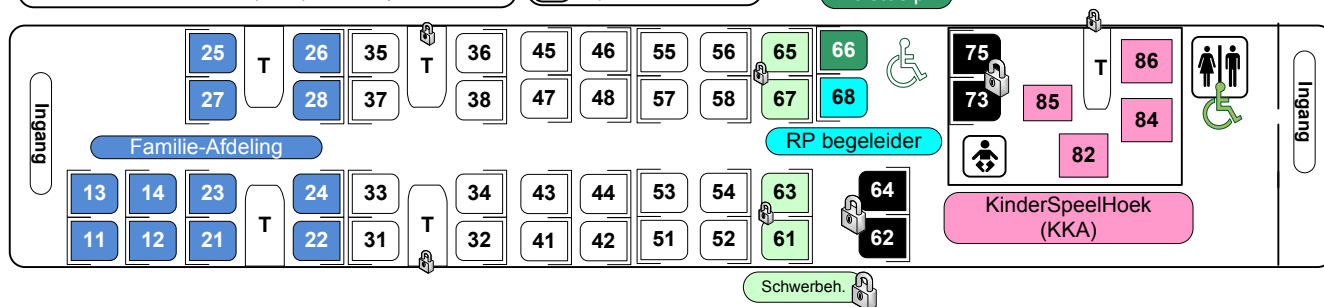 25 T 26 35 T 36 45 46 55 56 65 66 75 T 86
27 28 37 38 47 48 57 58 67 68 73 85 84
Ingang
Familie-Afdeling
RP begeleider
82
Ingang
13 14 23 T 24 33 T 34 43 44 53 54 63 64
11 12 21 22 31 32 41 42 51 52 61 62
KinderSpeelHoek
(KKA)
Schwerbeh.